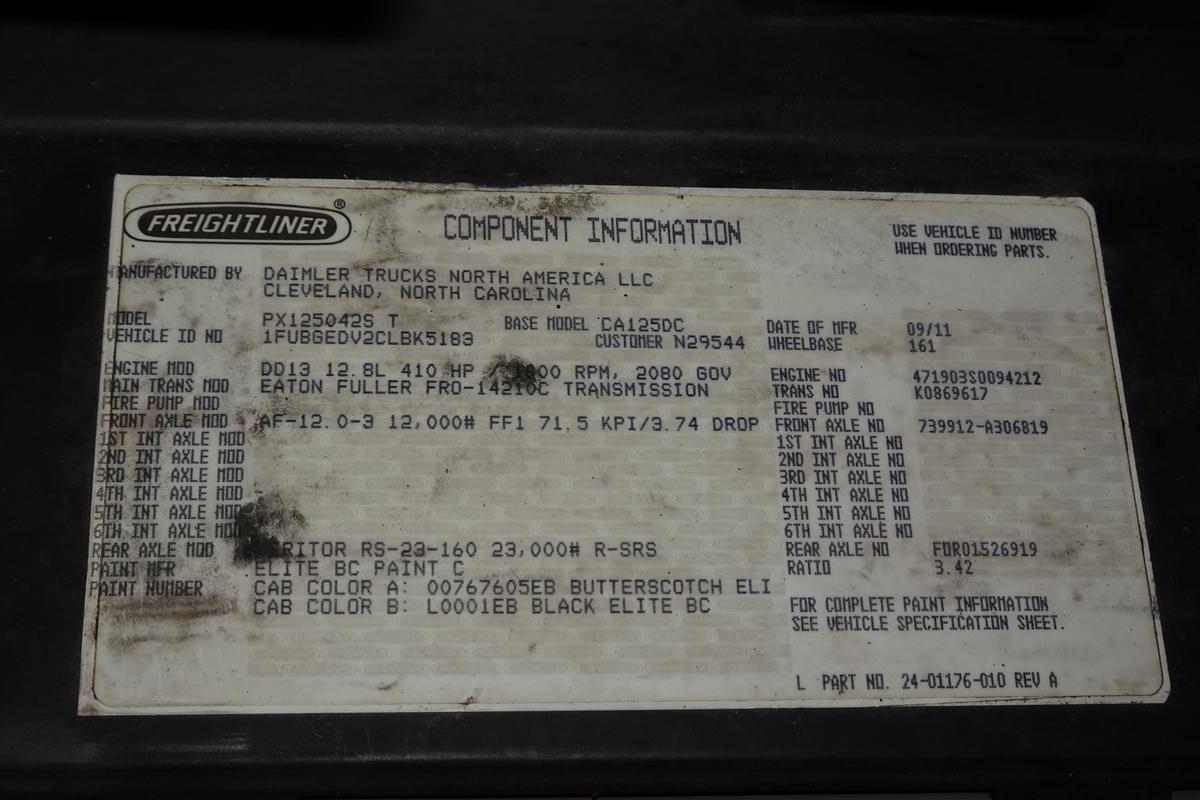 FREIGHTLINER ®
COMPONENT INFORMATION
USE VEHICLE ID NUMBER
WHEN ORDERING PARTS.
MANUFACTURED BY DAIMLER TRUCKS NORTH AMERICA LLC
CLEVELAND, NORTH CAROLINA
MODEL PX125042S T BASE MODEL CA125DC DATE OF MFR 09/11
VEHICLE ID NO 1FUBGEDV2CLBK5183 CUSTOMER N29544 WHEELBASE 161
ENGINE MOD DD13 12.8L 410 HP / RPM, 2080 GOV ENGINE NO 471903S0094212
MAIN TRANS MOD EATON FULLER FRO-14210C TRANSMISSION TRANS NO K0869617
FIRE PUMP MOD FIRE PUMP NO
FRONT AXLE MOD AF-12.0-3 12,000# FF1 71.5 KPI/3.74 DROP FRONT AXLE NO 739912-A306B19
1ST INT AXLE MOD 1ST INT AXLE NO
2ND INT AXLE MOD 2ND INT AXLE NO
3RD INT AXLE MOD 3RD INT AXLE NO
4TH INT AXLE MOD 4TH INT AXLE NO
5TH INT AXLE MOD 5TH INT AXLE NO
6TH INT AXLE MOD 6TH INT AXLE NO
REAR AXLE MOD MERITOR RS-23-160 23,000# R-SRS REAR AXLE NO FOR01526919
PAINT MFR ELITE BC PAINT C RATIO 3.42
PAINT NUMBER CAB COLOR A: 00767605EB BUTTERSCOTCH ELI
CAB COLOR B: L0001EB BLACK ELITE BC
FOR COMPLETE PAINT INFORMATION
SEE VEHICLE SPECIFICATION SHEET.
L PART NO. 24-01176-010 REV A